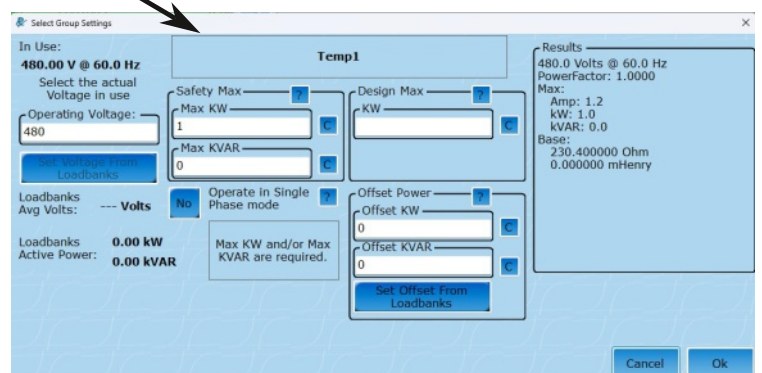 Select Group Settings
In Use:
480.00 V @ 60.0 Hz
Select the actual
Voltage in use
Operating Voltage:
480
Set Voltage From
Loadbanks
Loadbanks
Avg Volts:
--- Volts
Loadbanks
Active Power:
0.00 kW
0.00 kVAR
Temp1
Safety Max
?
Max KW
1
C
Max KVAR
0
C
No
Operate in Single
Phase mode
?
Max KW and/or Max
KVAR are required.
Design Max
?
KW
C
Offset Power
?
Offset KW
0
C
Offset KVAR
0
C
Set Offset From
Loadbanks
Results
480.0 Volts @ 60.0 Hz
PowerFactor: 1.0000
Max:
Amp: 1.2
kW: 1.0
kVAR: 0.0
Base:
230.400000 Ohm
0.000000 mHenry
Cancel
Ok